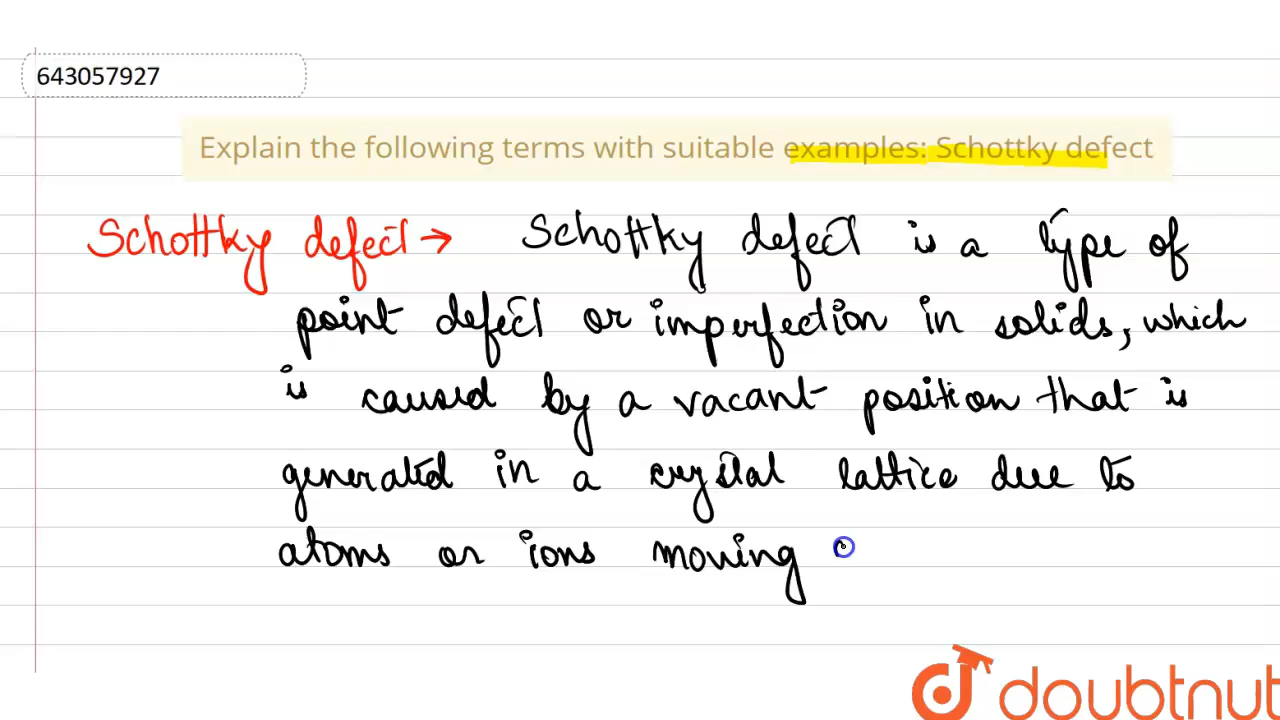 643057927
Explain the following terms with suitable examples: Schottky defect
Schottky defect → Schottky defect is a type of
point defect or imperfection in solids, which
is caused by a vacant position that is
generated in a crystal lattice due to
atoms or ions moving
doubtnut